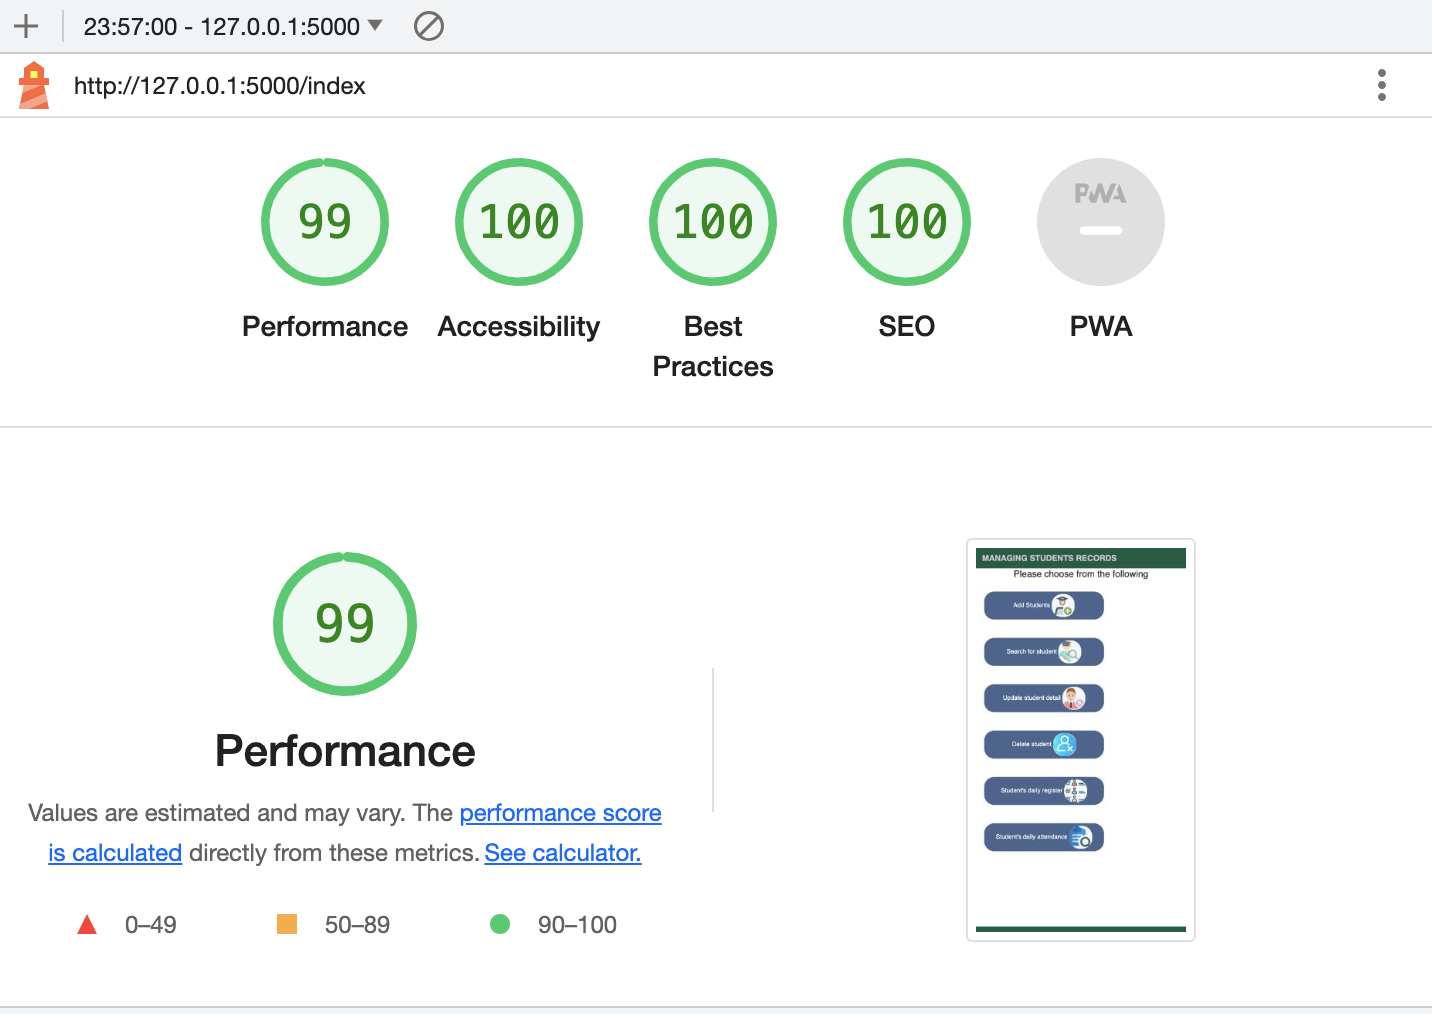 23:57:00 - 127.0.0.1:5000
http://127.0.0.1:5000/index
99
100
100
100
PWA
Performance
Accessibility
Best
Practices
SEO
PWA
99
Performance
Values are estimated and may vary. The performance score
is calculated directly from these metrics. See calculator.
0–49
50–89
90–100
MANAGING STUDENTS RECORDS
Please choose from the following
Add Students
Search for student
Update student detail
Delete student
Student's daily register
Student's daily attendance